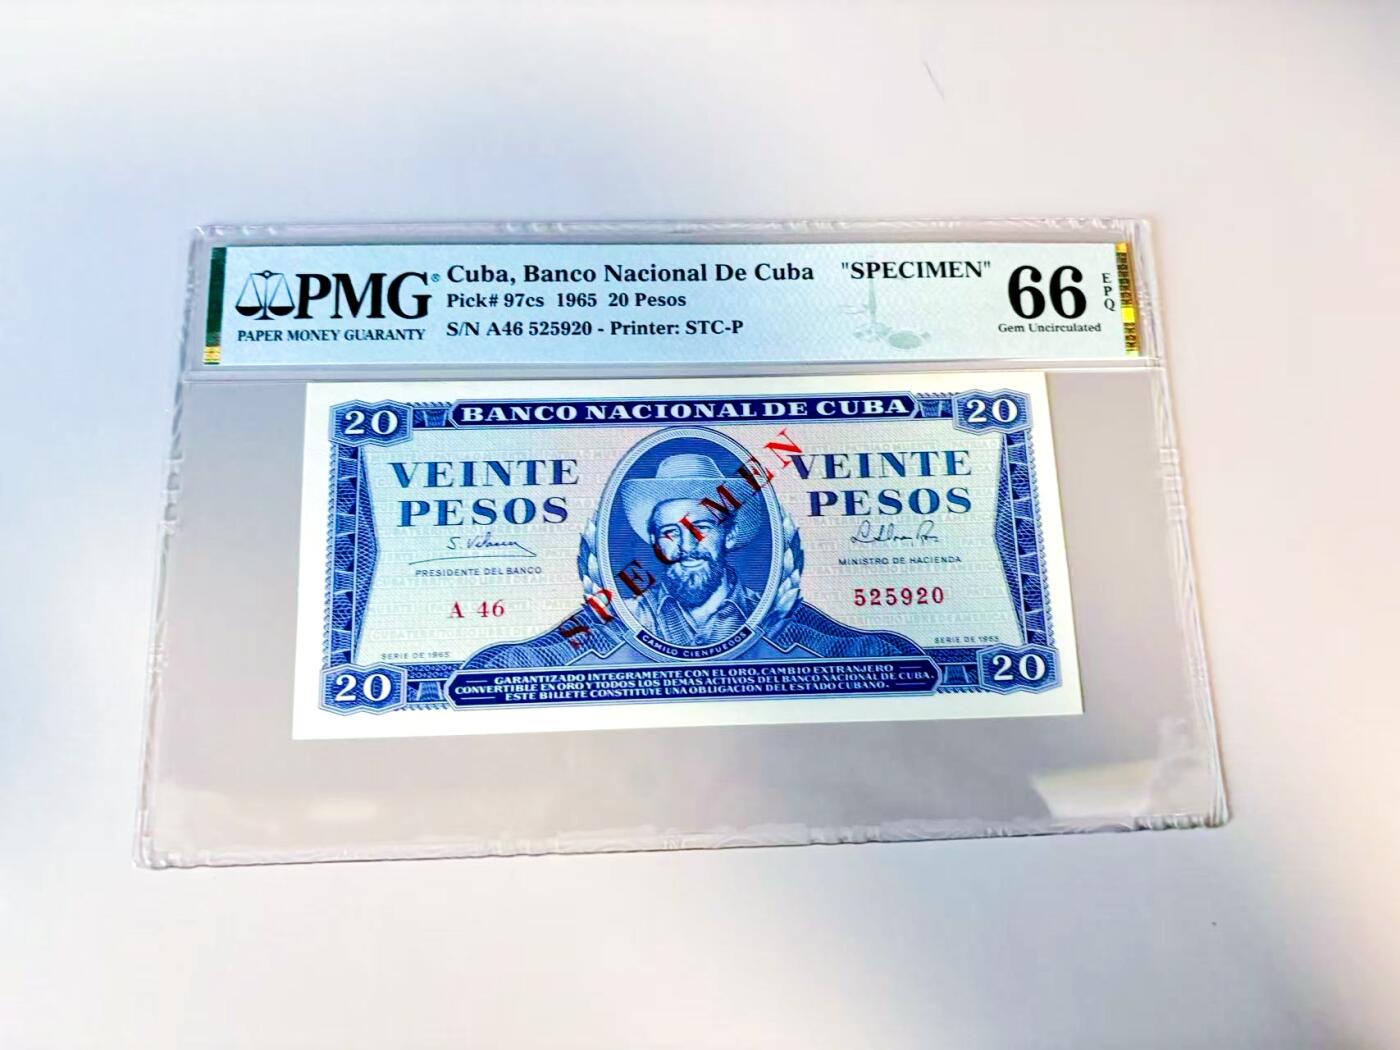 PMG®
PAPER MONEY GUARANTY
Cuba, Banco Nacional De Cuba "SPECIMEN"
Pick# 97cs 1965 20 Pesos
S/N A46 525920 - Printer: STC-P
66
EPQ
Gem Uncirculated
20 BANCO NACIONAL DE CUBA 20
VEINTE PESOS
VEINTE PESOS
SPECIMEN
PRESIDENTE DEL BANCO
MINISTRO DE HACIENDA
A 46
525920
SERIE DE 1965
SERIE DE 1965
CAMILO CIENFUEGOS
20
20
GARANTIZADO INTEGRAMENTE CON EL ORO, CAMBIO EXTRANJERO
CONVERTIBLE EN ORO Y TODOS LOS DEMAS ACTIVOS DEL BANCO NACIONAL DE CUBA.
ESTE BILLETE CONSTITUYE UNA OBLIGACION DEL ESTADO CUBANO.